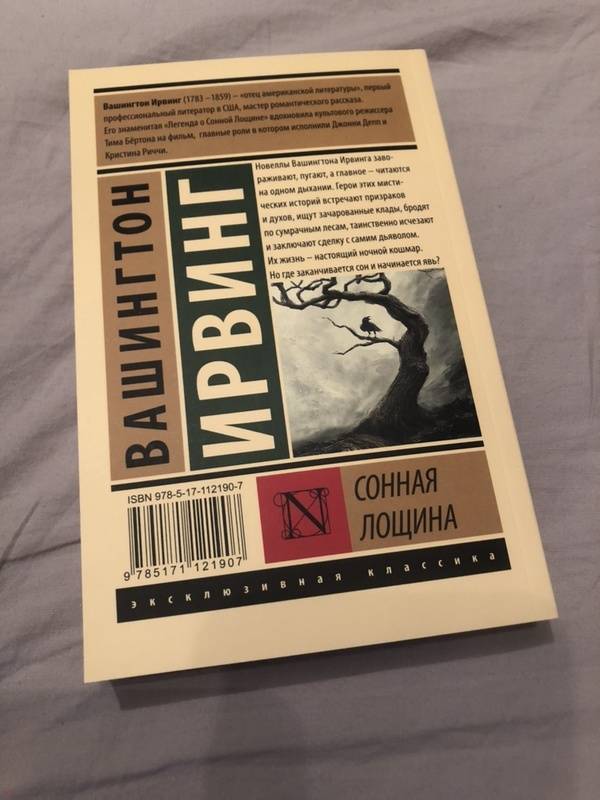 Вашингтон Ирвинг (1783 –1859) – «отец американской литературы», первый
профессиональный литератор в США, мастер романтического рассказа.
Его знаменитая «Легенда о Сонной Лощине» вдохновила культового режиссера
Тима Бёртона на фильм, главные роли в котором исполнили Джонни Депп и
Кристина Риччи.
ВАШИНГТОН
ИРВИНГ
Новеллы Вашингтона Ирвинга заво-
раживают, пугают, а главное – читаются
на одном дыхании. Герои этих мисти-
ческих историй встречают призраков
и духов, ищут зачарованные клады, бродят
по сумрачным лесам, таинственно исчезают
и заключают сделку с самим дьяволом.
Их жизнь – настоящий ночной кошмар.
Но где заканчивается сон и начинается явь?
ISBN 978-5-17-112190-7
9 785171 121907
N
СОННАЯ
ЛОЩИНА
эксклюзивная классика